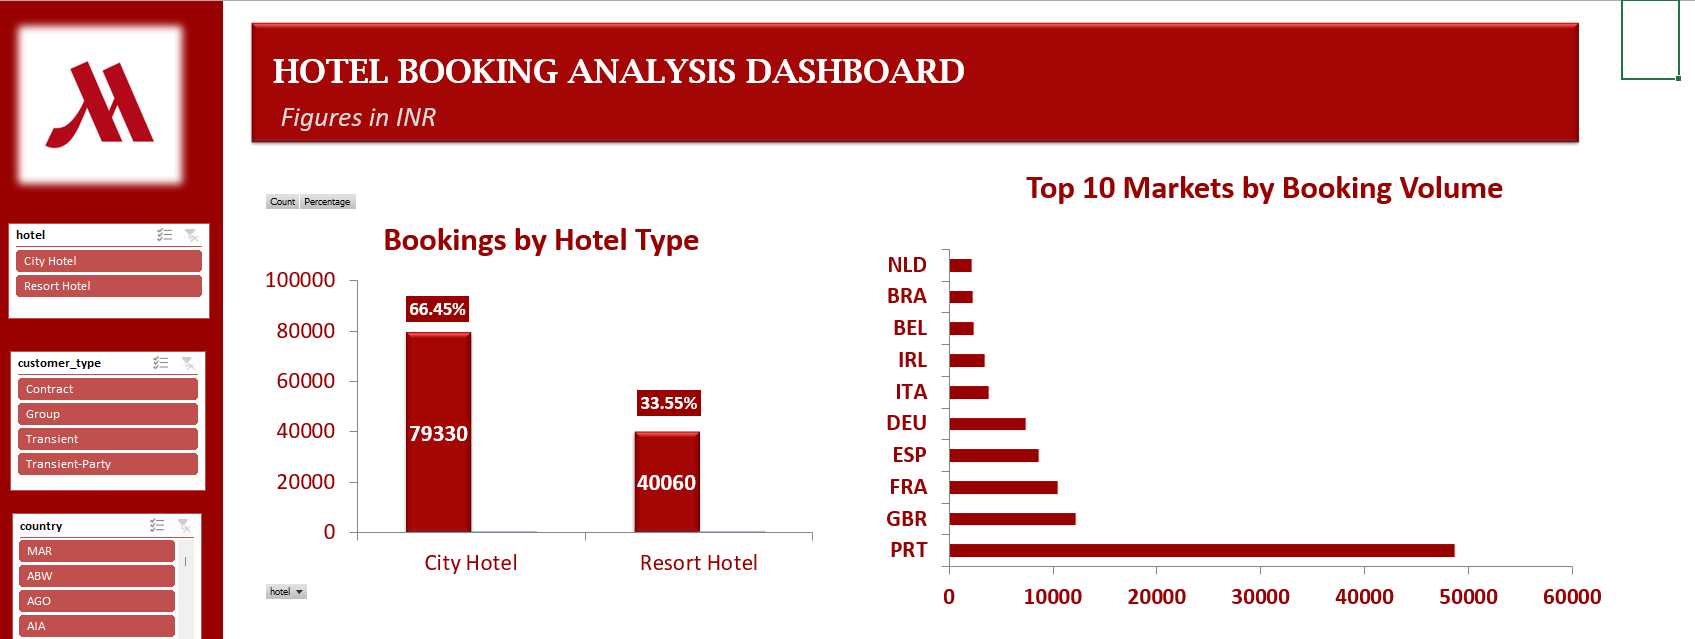 HOTEL BOOKING ANALYSIS DASHBOARD
Figures in INR
hotel
City Hotel
Resort Hotel
customer_type
Contract
Group
Transient
Transient-Party
country
MAR
ABW
AGO
AIA
Count Percentage
Bookings by Hotel Type
100000
80000
60000
40000
20000
0
66.45%
79330
33.55%
40060
City Hotel Resort Hotel
hotel
Top 10 Markets by Booking Volume
NLD
BRA
BEL
IRL
ITA
DEU
ESP
FRA
GBR
PRT
0 10000 20000 30000 40000 50000 60000